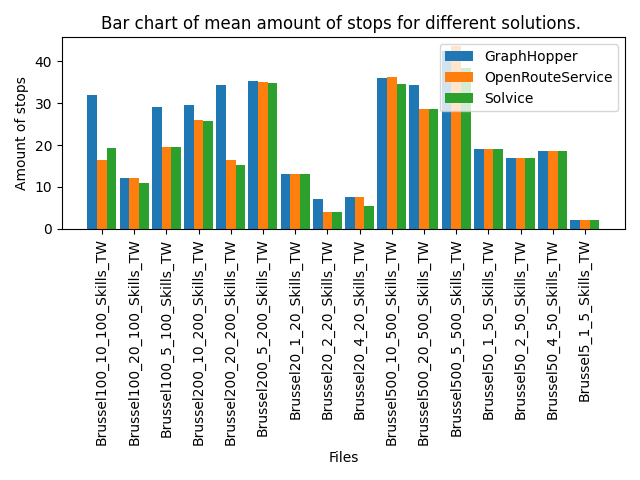 Bar chart of mean amount of stops for different solutions.
GraphHopper
OpenRouteService
Solvice
Amount of stops
40
30
20
10
0
Brussel100_10_100_Skills_TW
Brussel100_20_100_Skills_TW
Brussel100_5_100_Skills_TW
Brussel200_10_200_Skills_TW
Brussel200_20_200_Skills_TW
Brussel200_5_200_Skills_TW
Brussel20_1_20_Skills_TW
Brussel20_2_20_Skills_TW
Brussel20_4_20_Skills_TW
Brussel500_10_500_Skills_TW
Brussel500_20_500_Skills_TW
Brussel500_5_500_Skills_TW
Brussel50_1_50_Skills_TW
Brussel50_2_50_Skills_TW
Brussel50_4_50_Skills_TW
Brussel5_1_5_Skills_TW
Files